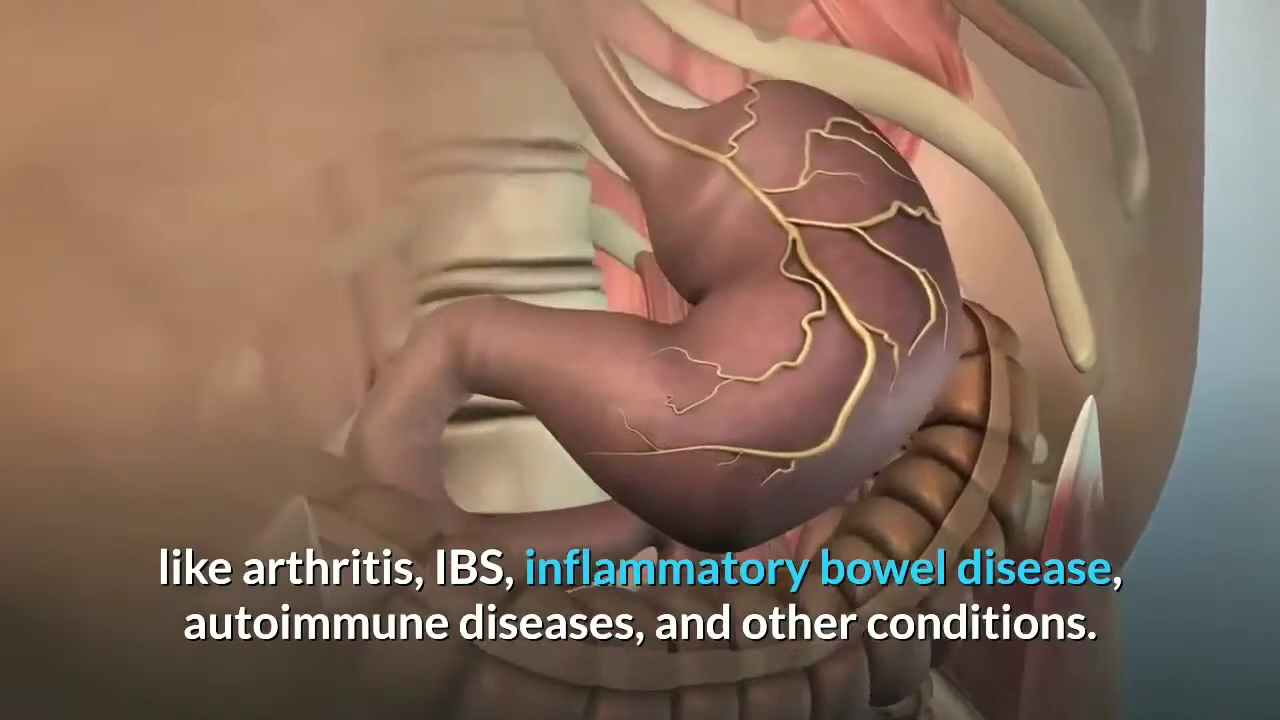 like arthritis, IBS, inflammatory bowel disease,
autoimmune diseases, and other conditions.